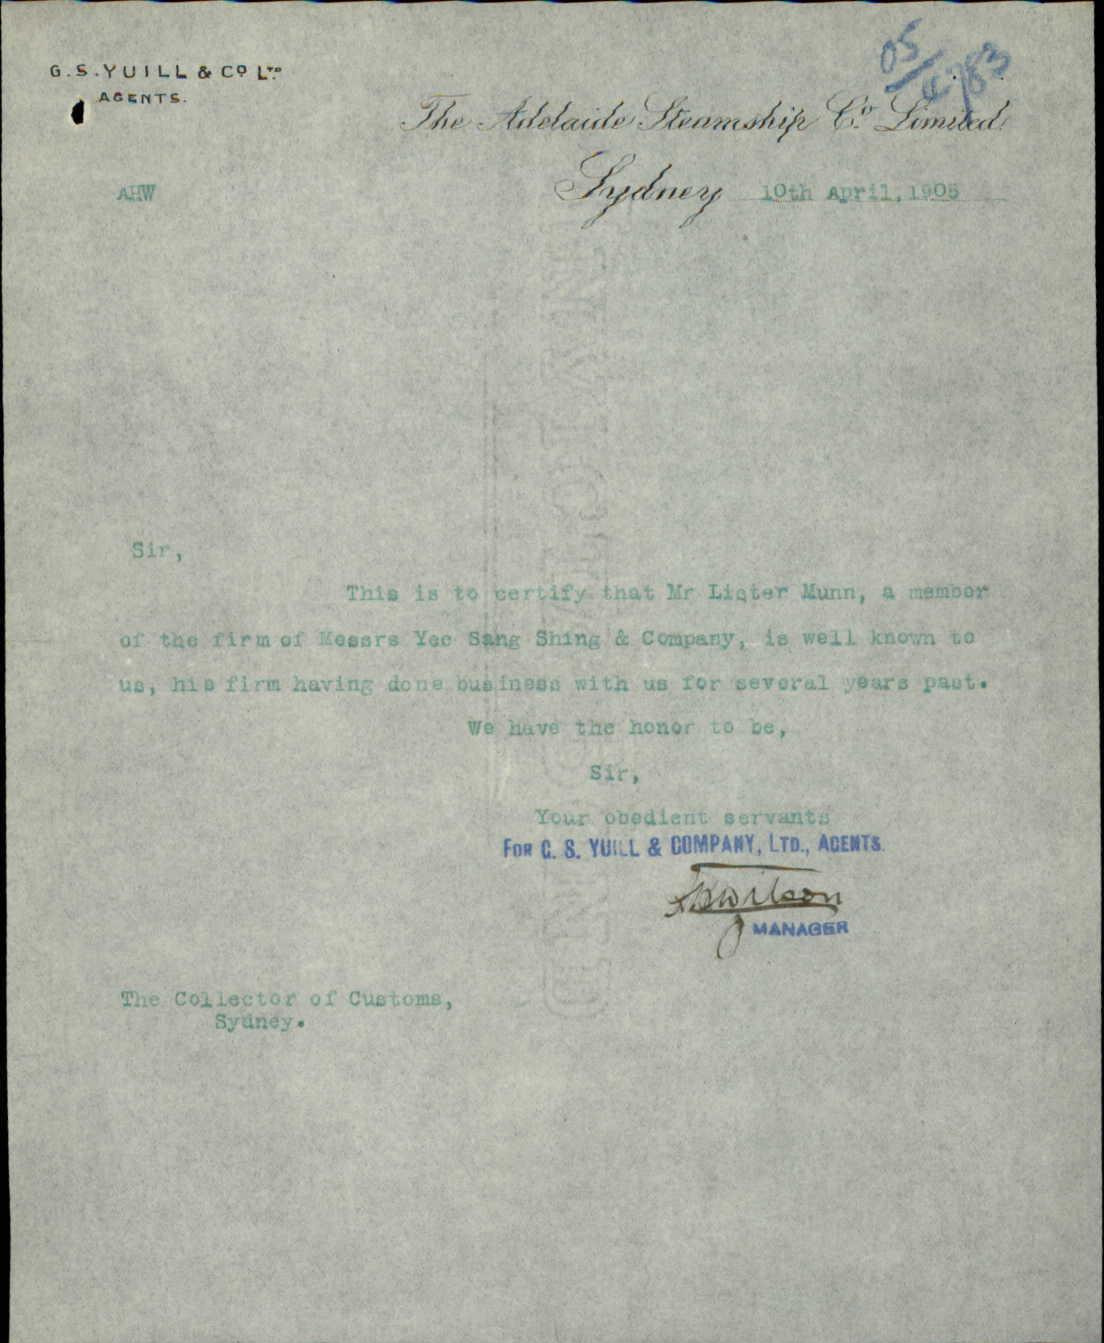 G. S. YUILL & Co LTD
AGENTS.
05/4783
The Adelaide Steamship Co. Limited.
AHW
Sydney 10th April, 1905
Sir,
This is to certify that Mr Lister Munn, a member
of the firm of Messrs Yee Sang Shing & Company, is well known to
us, his firm having done business with us for several years past.
We have the honor to be,
Sir,
Your obedient servants
FOR G. S. YUILL & COMPANY, LTD., AGENTS.
Wilson
MANAGER
The Collector of Customs,
Sydney.